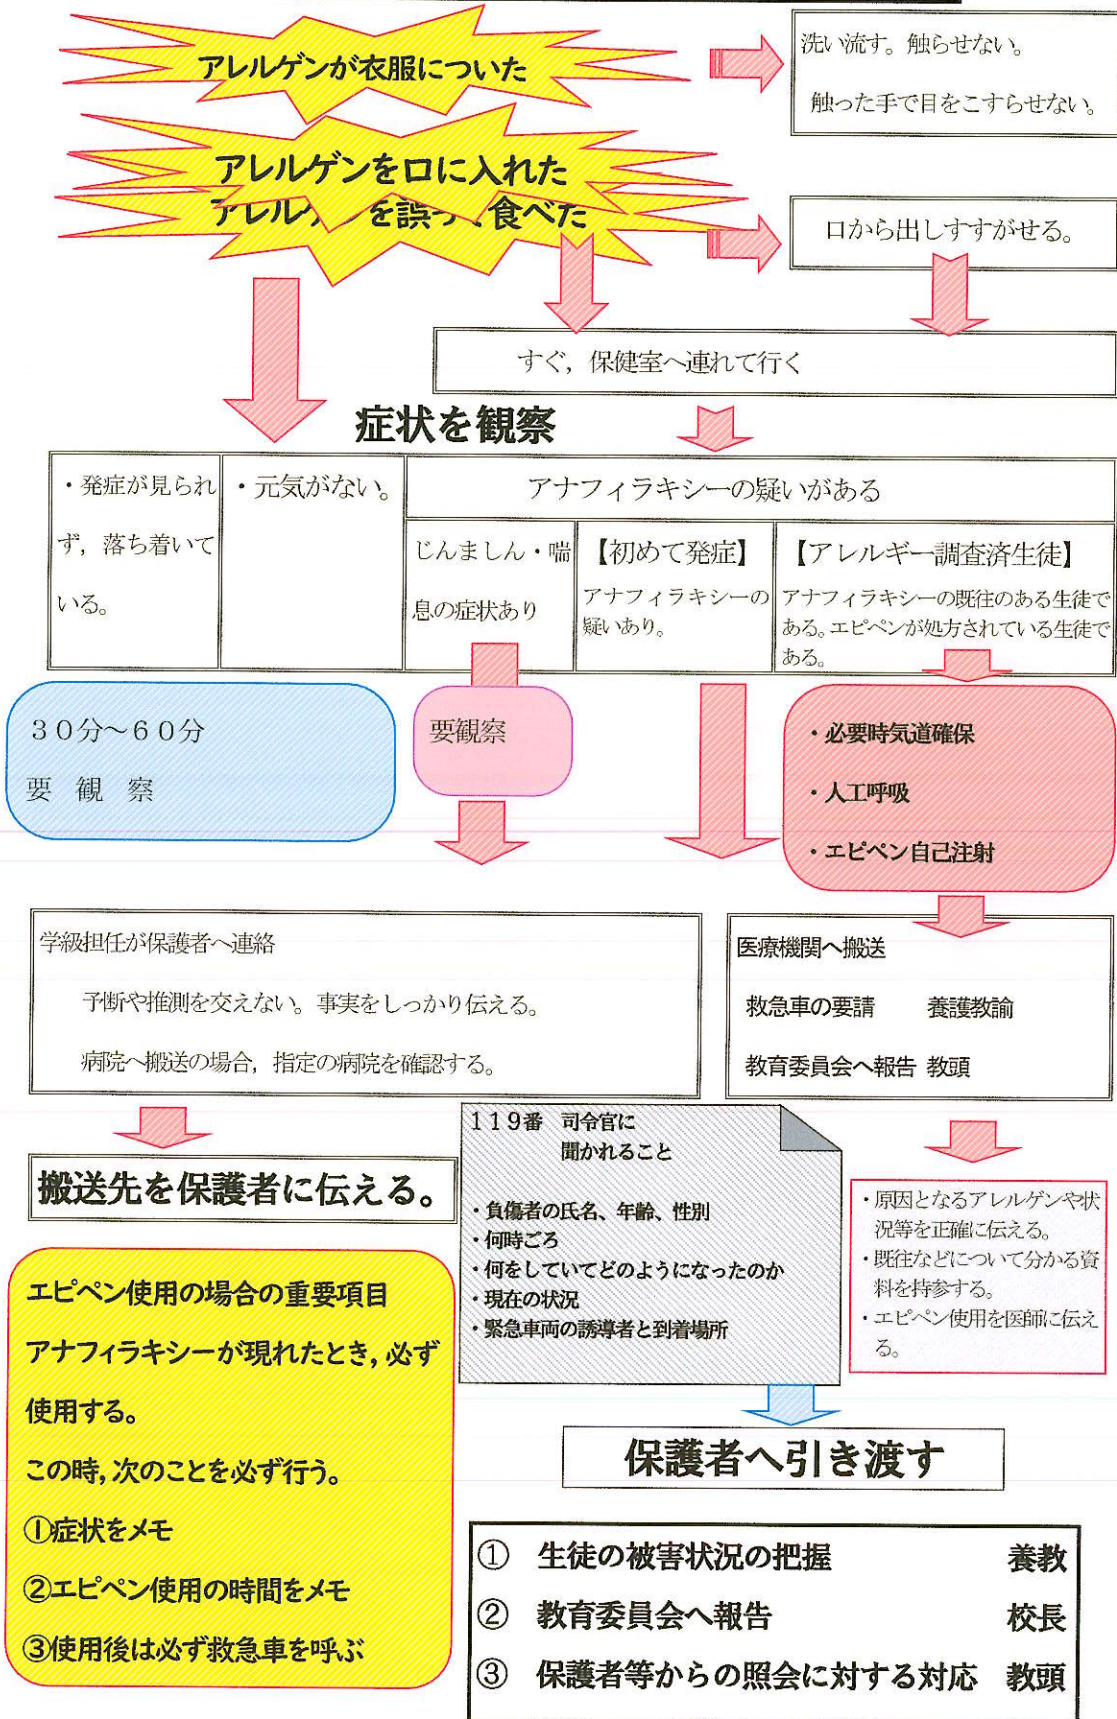 アレルゲンが衣服についた
洗い流す。触らせない。
触った手で目をこすらせない。
アレルゲンを口に入れた
アレルゲンを誤って食べた
口から出しすすがせる。
すぐ，保健室へ連れて行く
症状を観察
・発症が見られ
ず，落ち着いて
いる。
・元気がない。
アナフィラキシーの疑いがある
じんましん・喘
息の症状あり
【初めて発症】
アナフィラキシーの
疑いあり。
【アレルギー調査済生徒】
アナフィラキシーの既往のある生徒で
ある。エピペンが処方されている生徒で
ある。
３０分～６０分
要　観　察
要観察
・必要時気道確保
・人工呼吸
・エピペン自己注射
学級担任が保護者へ連絡
予断や推測を交えない。事実をしっかり伝える。
病院へ搬送の場合，指定の病院を確認する。
医療機関へ搬送
救急車の要請　養護教諭
教育委員会へ報告 教頭
搬送先を保護者に伝える。
１１９番　司令官に
聞かれること
・負傷者の氏名、年齢、性別
・何時ごろ
・何をしていてどのようになったのか
・現在の状況
・緊急車両の誘導者と到着場所
・原因となるアレルゲンや状
況等を正確に伝える。
・既往などについて分かる資
料を持参する。
・エピペン使用を医師に伝え
る。
エピペン使用の場合の重要項目
アナフィラキシーが現れたとき，必ず
使用する。
この時，次のことを必ず行う。
①症状をメモ
②エピペン使用の時間をメモ
③使用後は必ず救急車を呼ぶ
保護者へ引き渡す
①　生徒の被害状況の把握　養教
②　教育委員会へ報告　校長
③　保護者等からの照会に対する対応　教頭